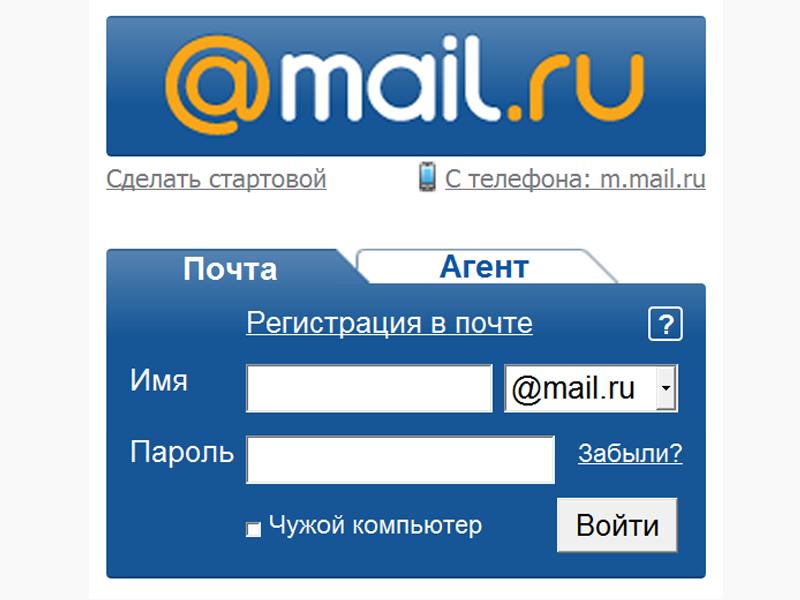 @mail.ru
Сделать стартовой С телефона: m.mail.ru
Почта Агент
Регистрация в почте ?
Имя @mail.ru
Пароль Забыли?
Чужой компьютер Войти